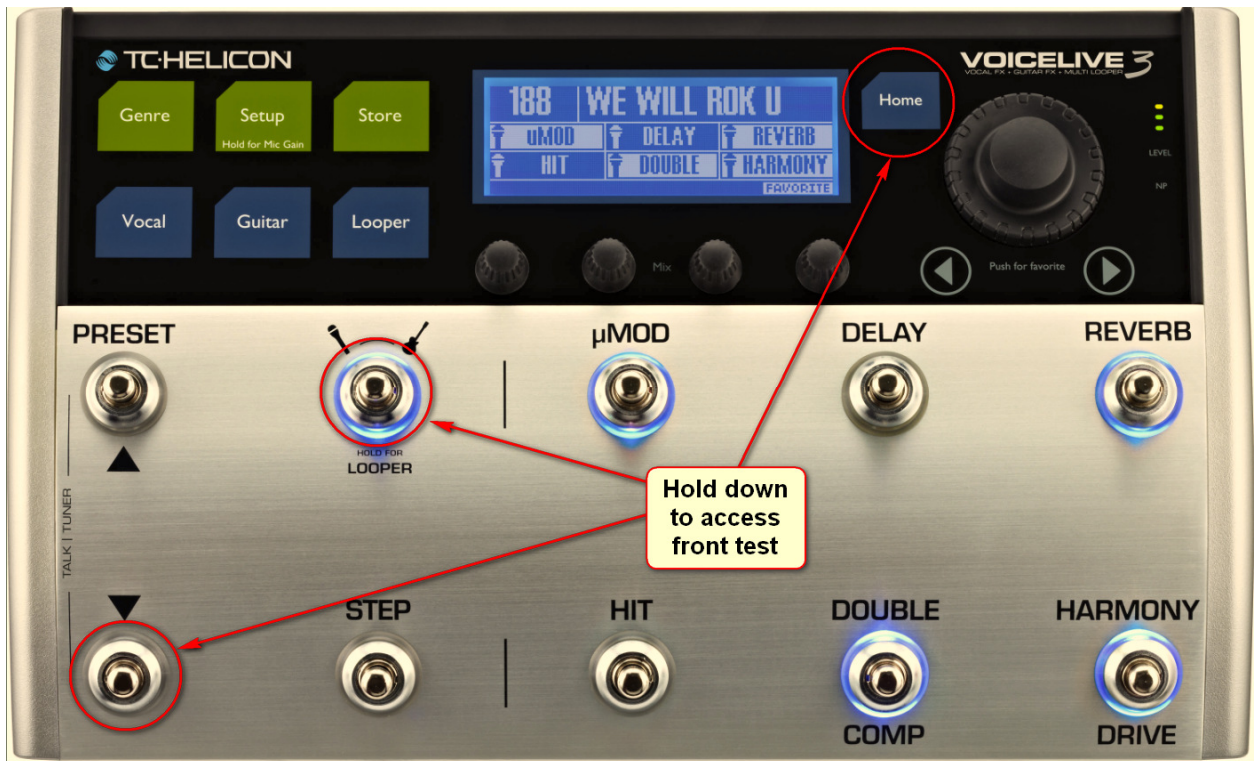 TC·HELICON
VOICELIVE 3
VOCAL FX • GUITAR FX • MULTI LOOPER
Genre
Setup
Hold for Mic Gain
Store
Home
188 WE WILL ROK U
uMOD DELAY REVERB
HIT DOUBLE HARMONY
FAVORITE
LEVEL
NP
Vocal
Guitar
Looper
Mix
Push for favorite
PRESET
µMOD
DELAY
REVERB
HOLD FOR
LOOPER
Hold down
to access
front test
TALK | TUNER
STEP
HIT
DOUBLE
HARMONY
COMP
DRIVE